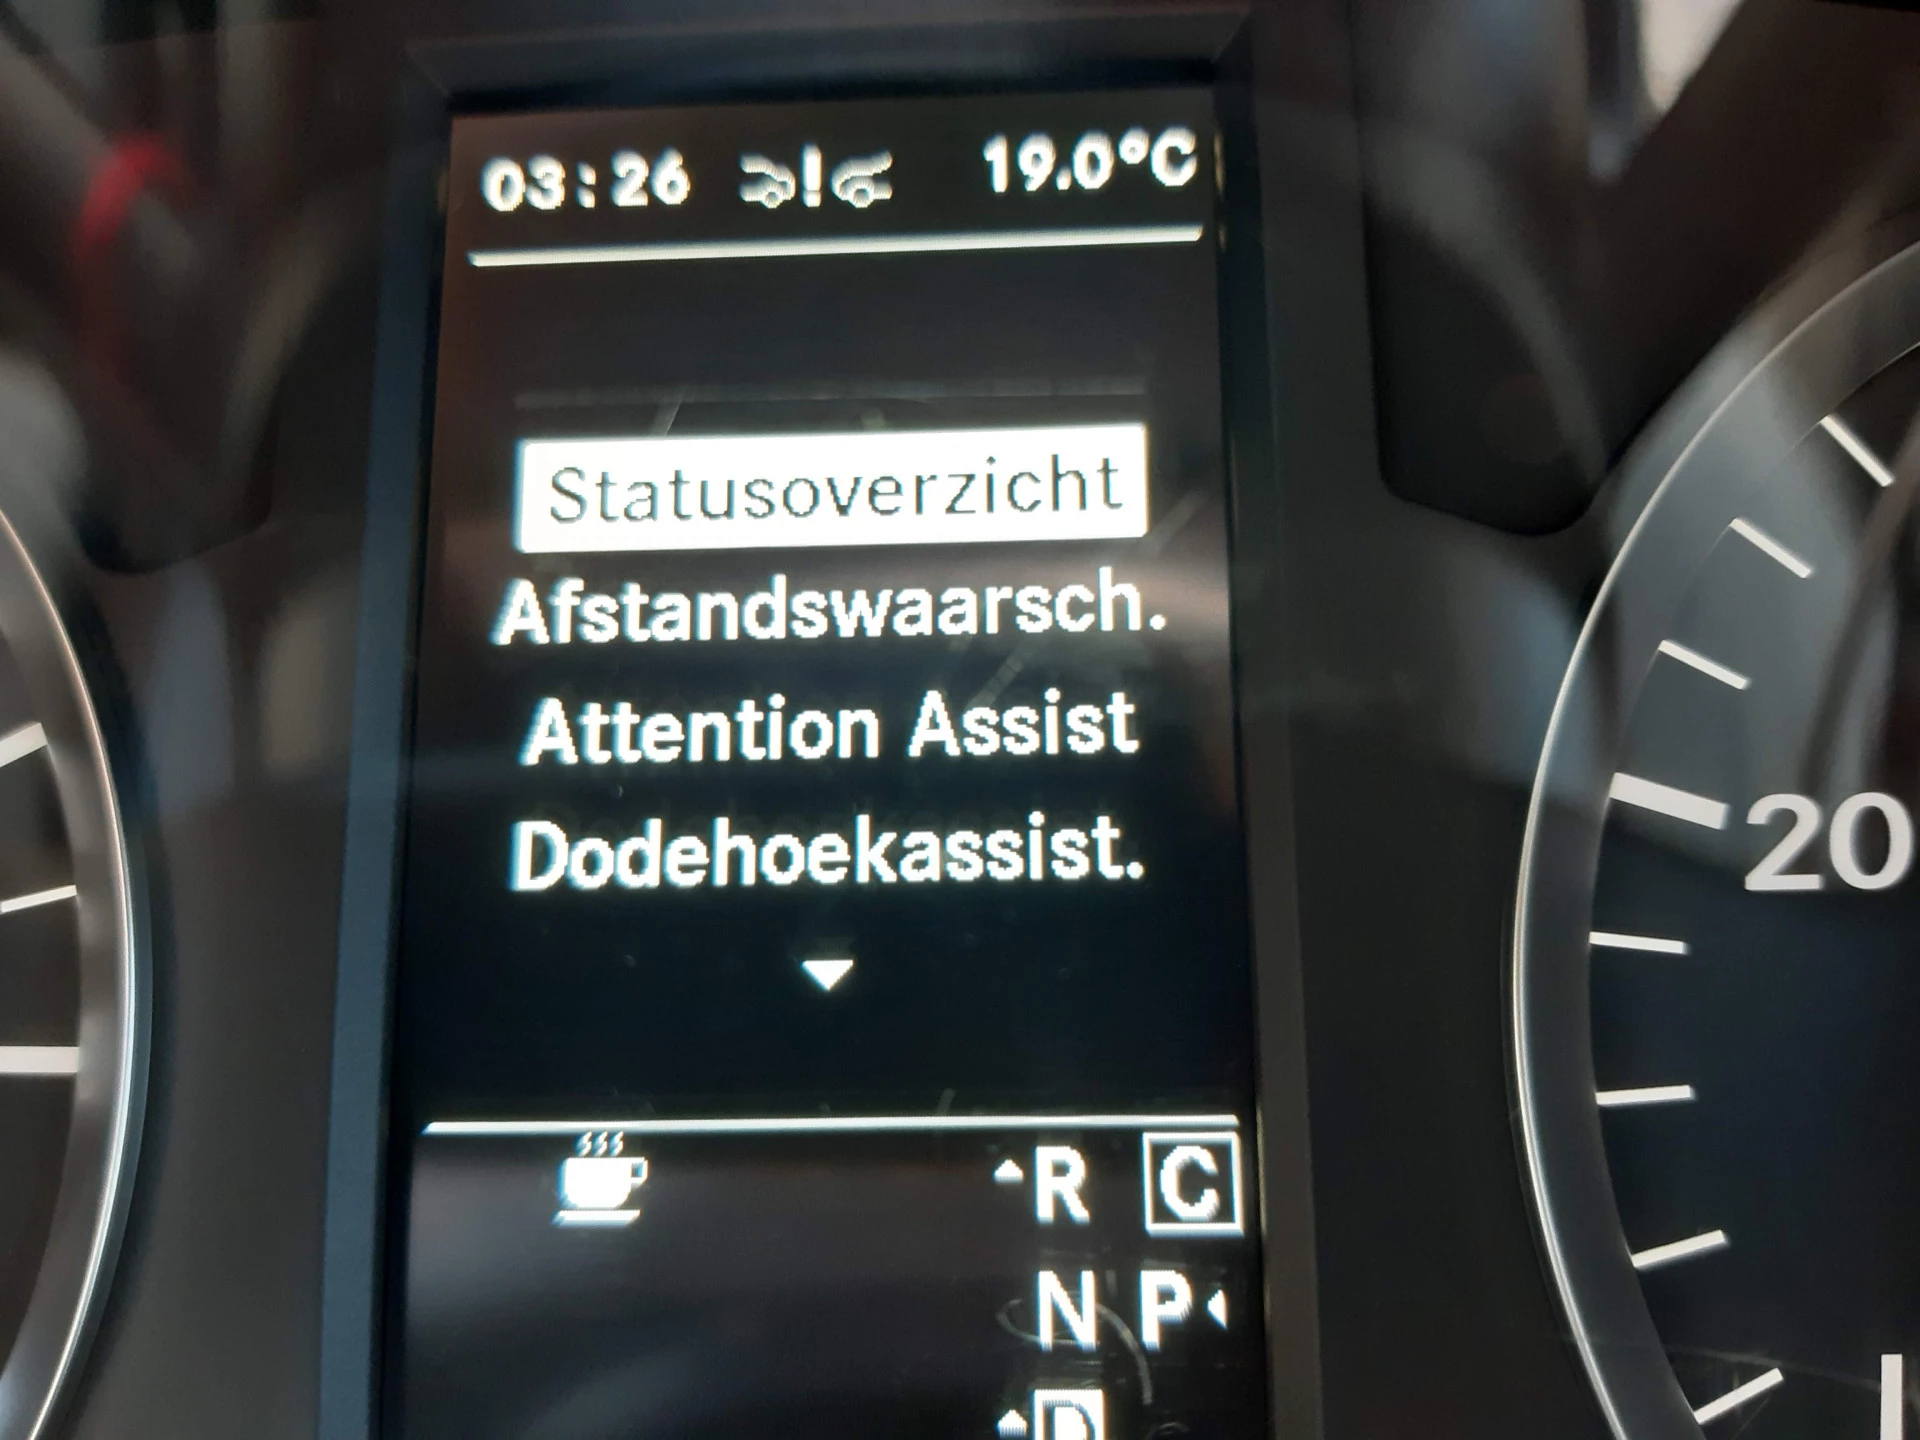 03:26 19.0°C
Statusoverzicht
Afstandswaarsch.
Attention Assist
Dodehoekassist.
R C
N P
D
20